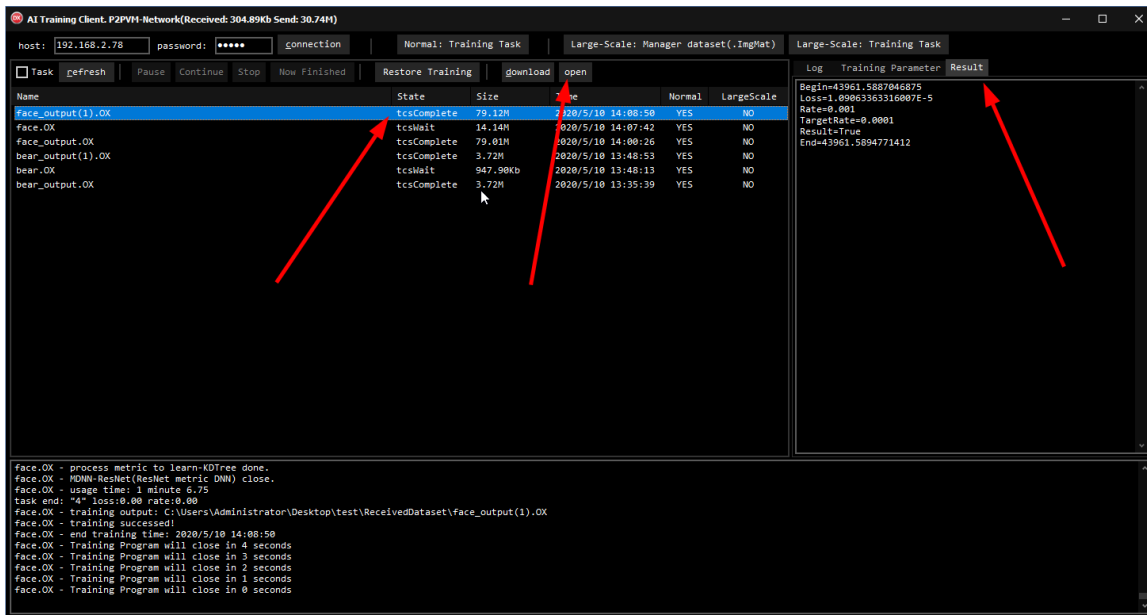 AI Training Client. P2PVM-Network(Received: 304.89Kb Send: 30.74M)
host: 192.168.2.78 password: ●●●●● connection Normal: Training Task Large-Scale: Manager dataset(.ImgMat) Large-Scale: Training Task
Task refresh Pause Continue Stop Now Finished Restore Training download open
Log Training Parameter Result
Name State Size Time Normal LargeScale
face_output(1).OX tcsComplete 79.12M 2020/5/10 14:08:50 YES NO
face.OX tcsWait 14.14M 2020/5/10 14:07:42 YES NO
face_output.OX tcsComplete 79.01M 2020/5/10 14:00:26 YES NO
bear_output(1).OX tcsComplete 3.72M 2020/5/10 13:48:53 YES NO
bear.OX tcsWait 947.90Kb 2020/5/10 13:48:13 YES NO
bear_output.OX tcsComplete 3.72M 2020/5/10 13:35:39 YES NO
Begin=43961.5887046875
Loss=1.09063363316007E-5
Rate=0.001
TargetRate=0.0001
Result=True
End=43961.5894771412
face.OX - process metric to learn-KDTree done.
face.OX - MDNN-ResNet(ResNet metric DNN) close.
face.OX - usage time: 1 minute 6.75
task end: "4" loss:0.00 rate:0.00
face.OX - training output: C:\Users\Administrator\Desktop\test\ReceivedDataset\face_output(1).OX
face.OX - training successed!
face.OX - end training time: 2020/5/10 14:08:50
face.OX - Training Program will close in 4 seconds
face.OX - Training Program will close in 3 seconds
face.OX - Training Program will close in 2 seconds
face.OX - Training Program will close in 1 seconds
face.OX - Training Program will close in 0 seconds